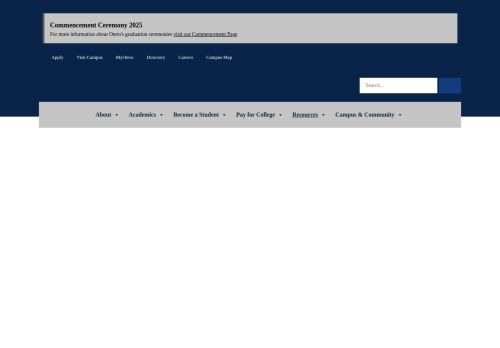 Commencement Ceremony 2025
For more information about Otero's graduation ceremonies visit our Commencement Page
Apply Visit Campus MyOtero Directory Careers Campus Map
Search...
About Academics Become a Student Pay for College Resources Campus & Community